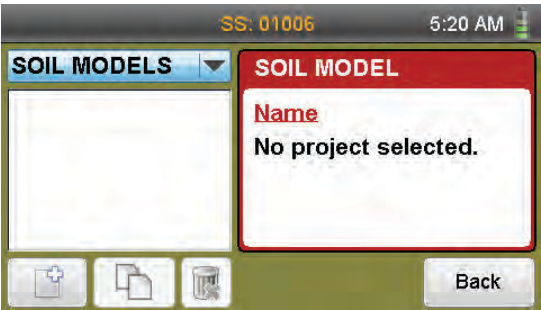 SS: 01006
5:20 AM
SOIL MODELS
SOIL MODEL
Name
No project selected.
Back